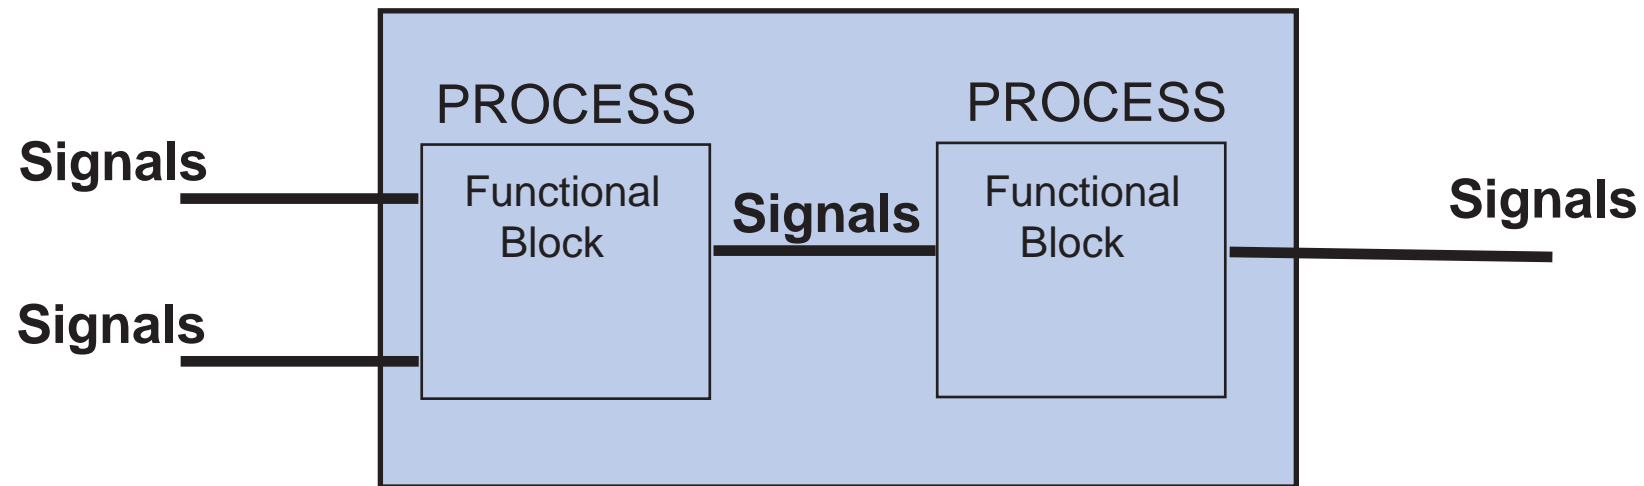 PROCESS
PROCESS
Signals
Functional
Block
Signals
Functional
Block
Signals
Signals